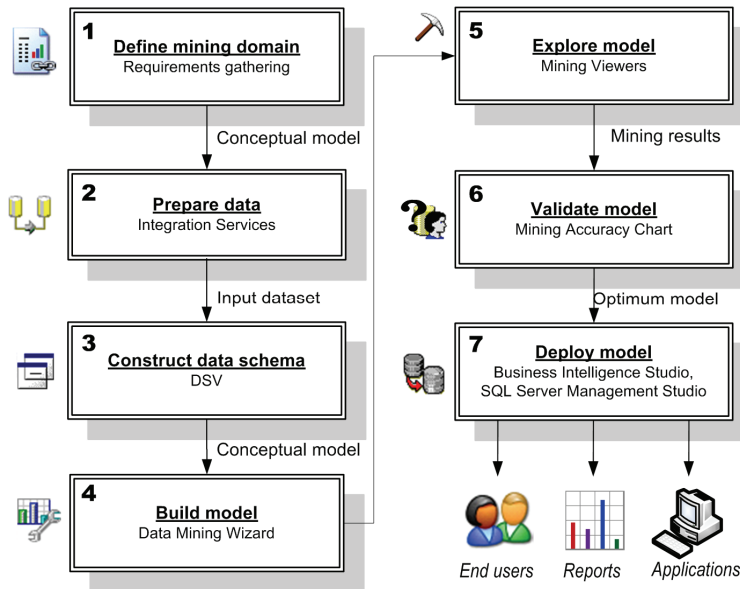 1
Define mining domain
Requirements gathering
Conceptual model
2
Prepare data
Integration Services
Input dataset
3
Construct data schema
DSV
Conceptual model
4
Build model
Data Mining Wizard
5
Explore model
Mining Viewers
Mining results
6
Validate model
Mining Accuracy Chart
Optimum model
7
Deploy model
Business Intelligence Studio,
SQL Server Management Studio
End users
Reports
Applications